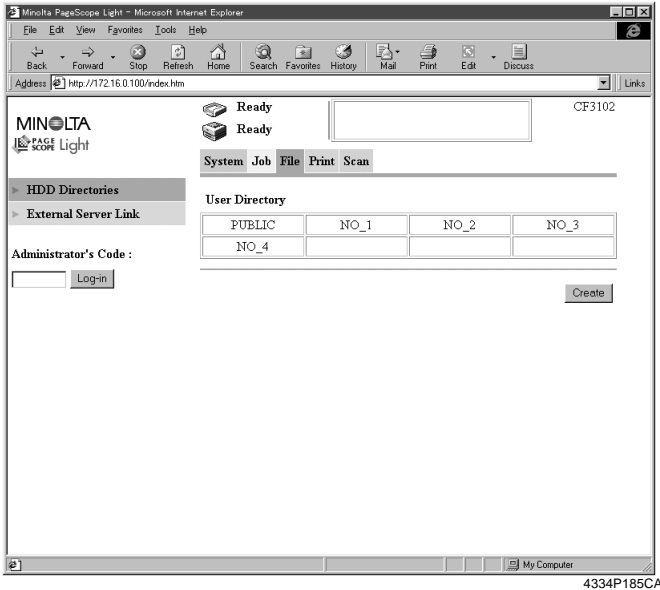 Minolta PageScope Light - Microsoft Internet Explorer
File Edit View Favorites Tools Help
Back Forward Stop Refresh Home Search Favorites History Mail Print Edit Discuss
Address http://172.16.0.100/index.htm Links
MINOLTA
PAGE SCOPE Light
Ready
Ready
CF3102
System Job File Print Scan
HDD Directories
External Server Link
Administrator's Code :
Log-in
User Directory
PUBLIC NO_1 NO_2 NO_3
NO_4
Create
My Computer
4334P185CA